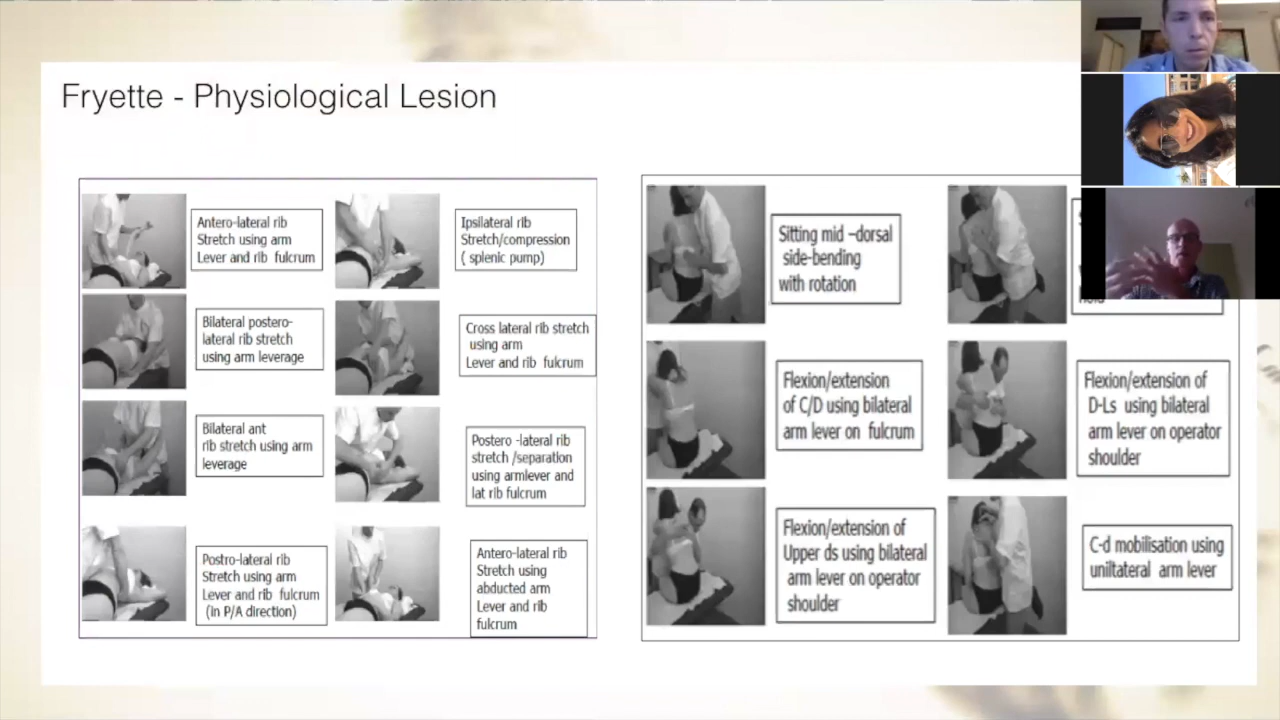 Fryette - Physiological Lesion
Antero-lateral rib
Stretch using arm
Lever and rib fulcrum
Ipsilateral rib
Stretch/compression
( splenic pump)
Bilateral postero-
lateral rib stretch
using arm leverage
Cross lateral rib stretch
using arm
Lever and rib fulcrum
Bilateral ant
rib stretch using arm
leverage
Postero -lateral rib
stretch /separation
using armlever and
lat rib fulcrum
Postro-lateral rib
Stretch using arm
Lever and rib fulcrum
(in P/A direction)
Antero-lateral rib
Stretch using
abducted arm
Lever and rib
fulcrum
Sitting mid –dorsal
side-bending
with rotation
Flexion/extension
of C/D using bilateral
arm lever on fulcrum
Flexion/extension of
D-Ls using bilateral
arm lever on operator
shoulder
Flexion/extension of
Upper ds using bilateral
arm lever on operator
shoulder
C-d mobilisation using
uniltateral arm lever